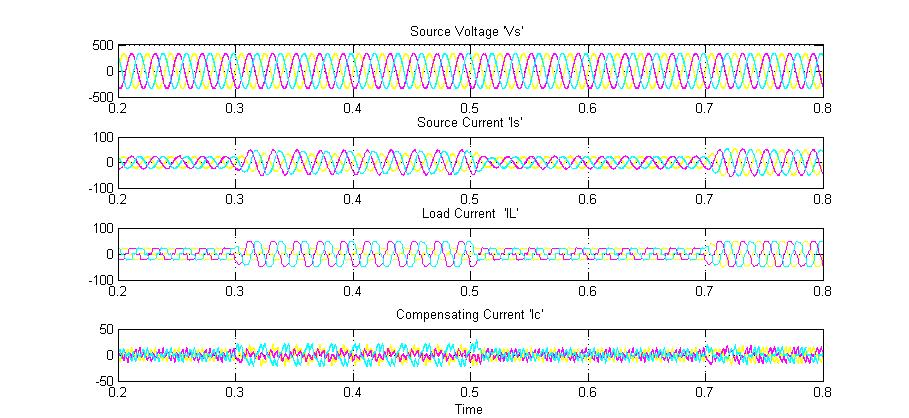 Source Voltage 'Vs'
500
0
-500
0.2 0.3 0.4 0.5 0.6 0.7 0.8
Source Current 'Is'
100
0
-100
0.2 0.3 0.4 0.5 0.6 0.7 0.8
Load Current 'IL'
100
0
-100
0.2 0.3 0.4 0.5 0.6 0.7 0.8
Compensating Current 'Ic'
50
0
-50
0.2 0.3 0.4 0.5 0.6 0.7 0.8
Time